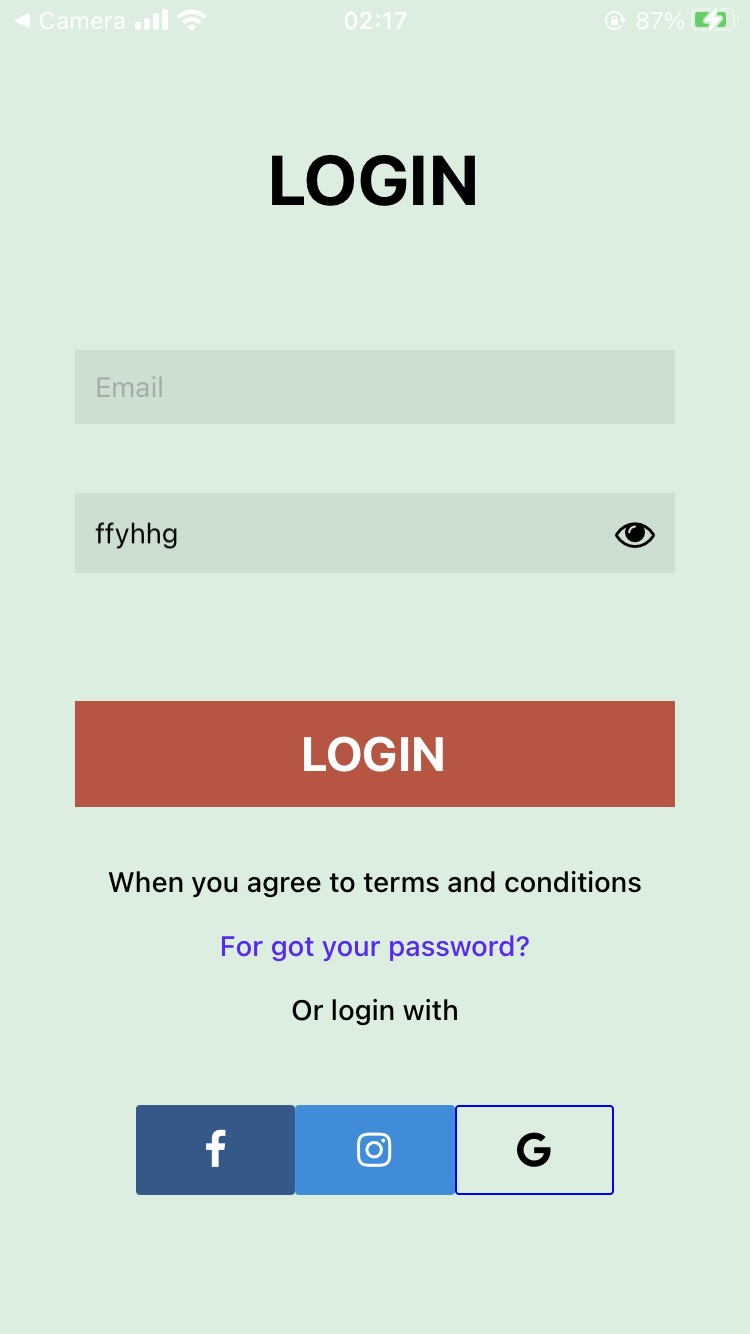 Camera 02:17 87%
LOGIN
Email
ffyhhg
LOGIN
When you agree to terms and conditions
For got your password?
Or login with